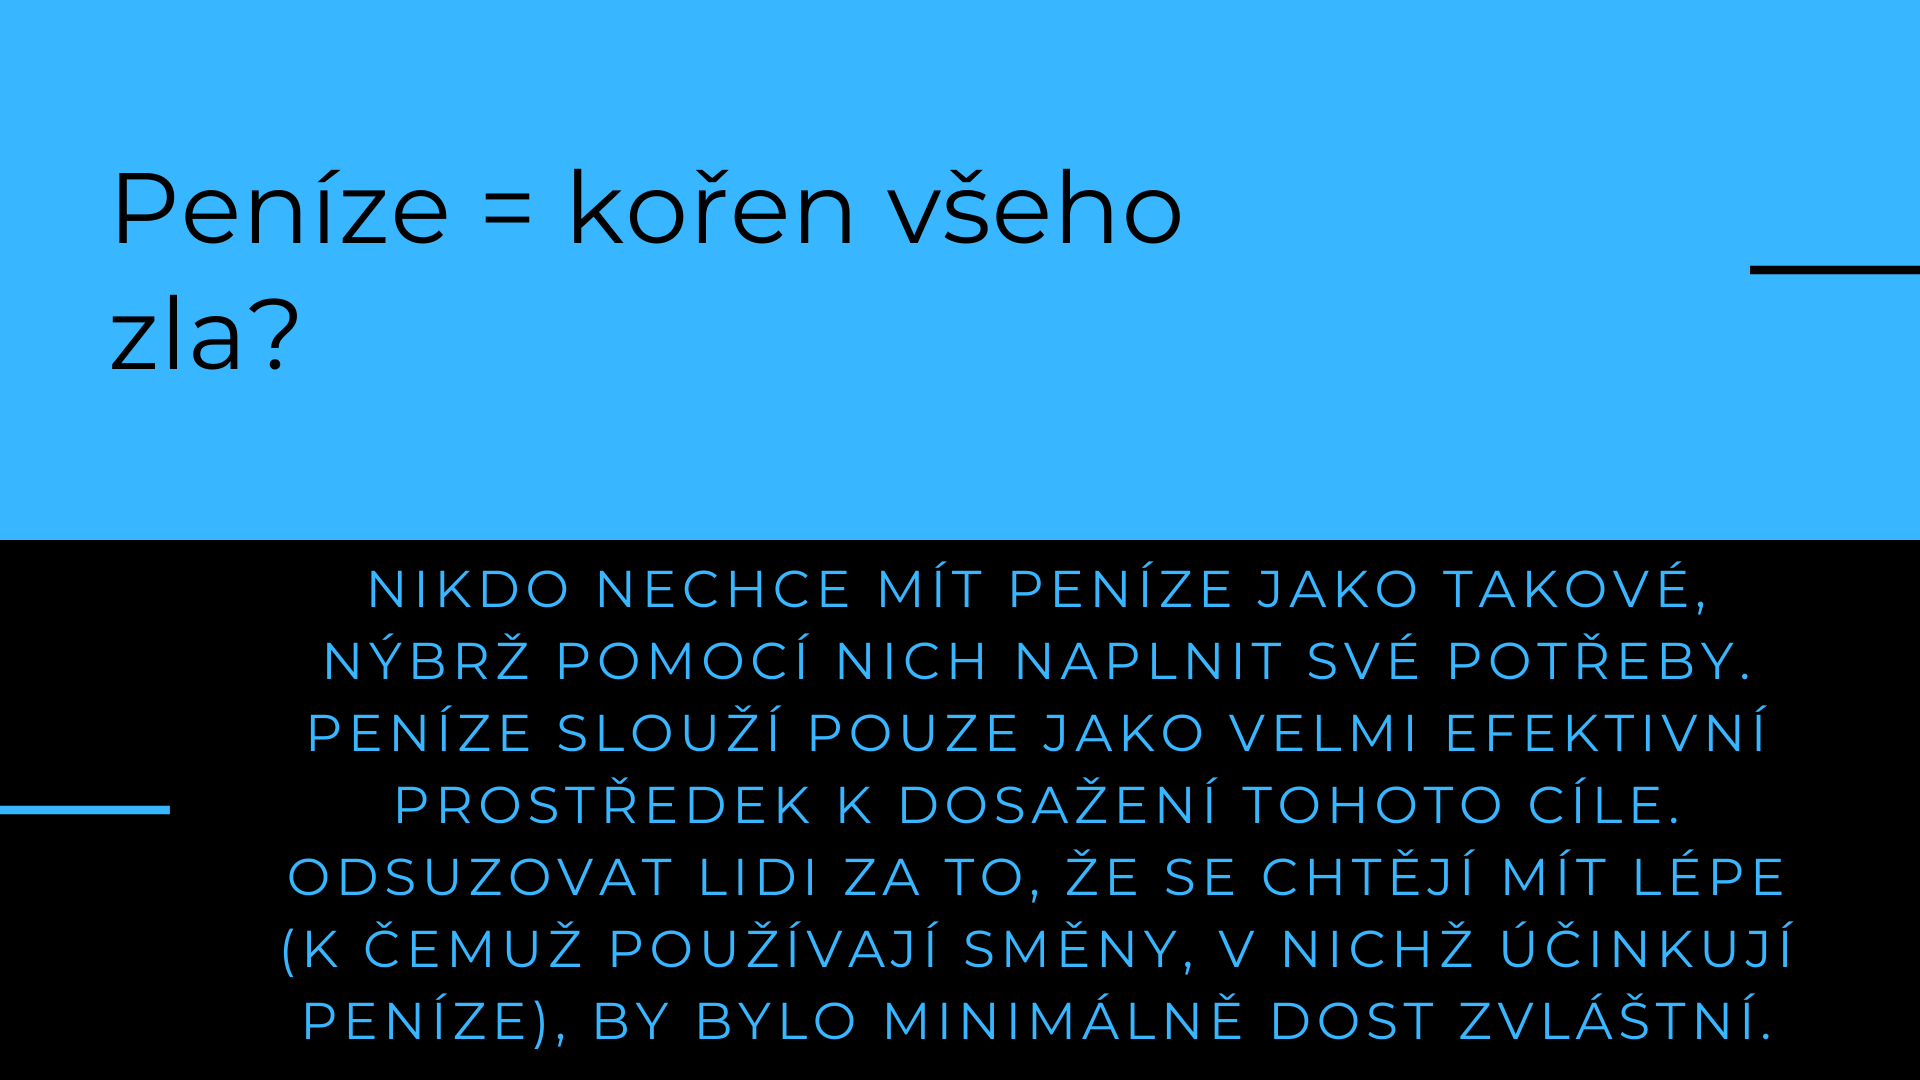 Peníze = kořen všeho
zla?
NIKDO NECHCE MÍT PENÍZE JAKO TAKOVÉ,
NÝBRŽ POMOCÍ NICH NAPLNIT SVÉ POTŘEBY.
PENÍZE SLOUŽÍ POUZE JAKO VELMI EFEKTIVNÍ
PROSTŘEDEK K DOSAŽENÍ TOHOTO CÍLE.
ODSUZOVAT LIDI ZA TO, ŽE SE CHTĚJÍ MÍT LÉPE
(K ČEMUŽ POUŽÍVAJÍ SMĚNY, V NICHŽ ÚČINKUJÍ
PENÍZE), BY BYLO MINIMÁLNĚ DOST ZVLÁŠTNÍ.